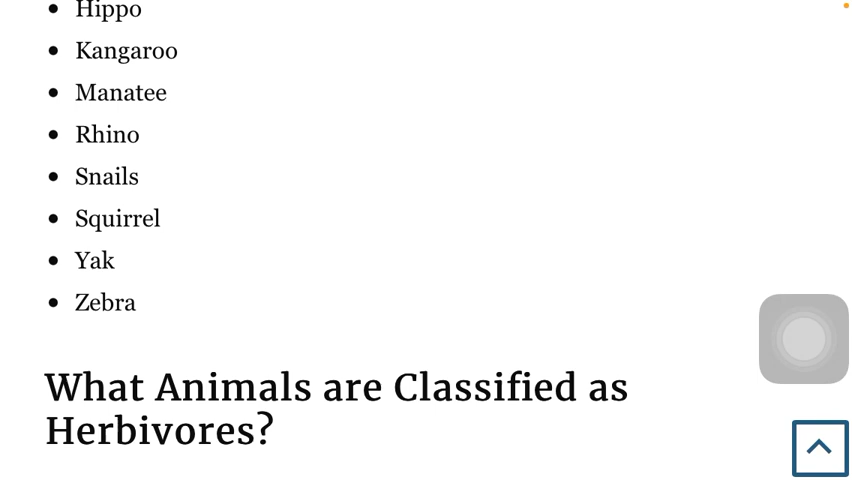 Hippo
Kangaroo
Manatee
Rhino
Snails
Squirrel
Yak
Zebra
What Animals are Classified as
Herbivores?